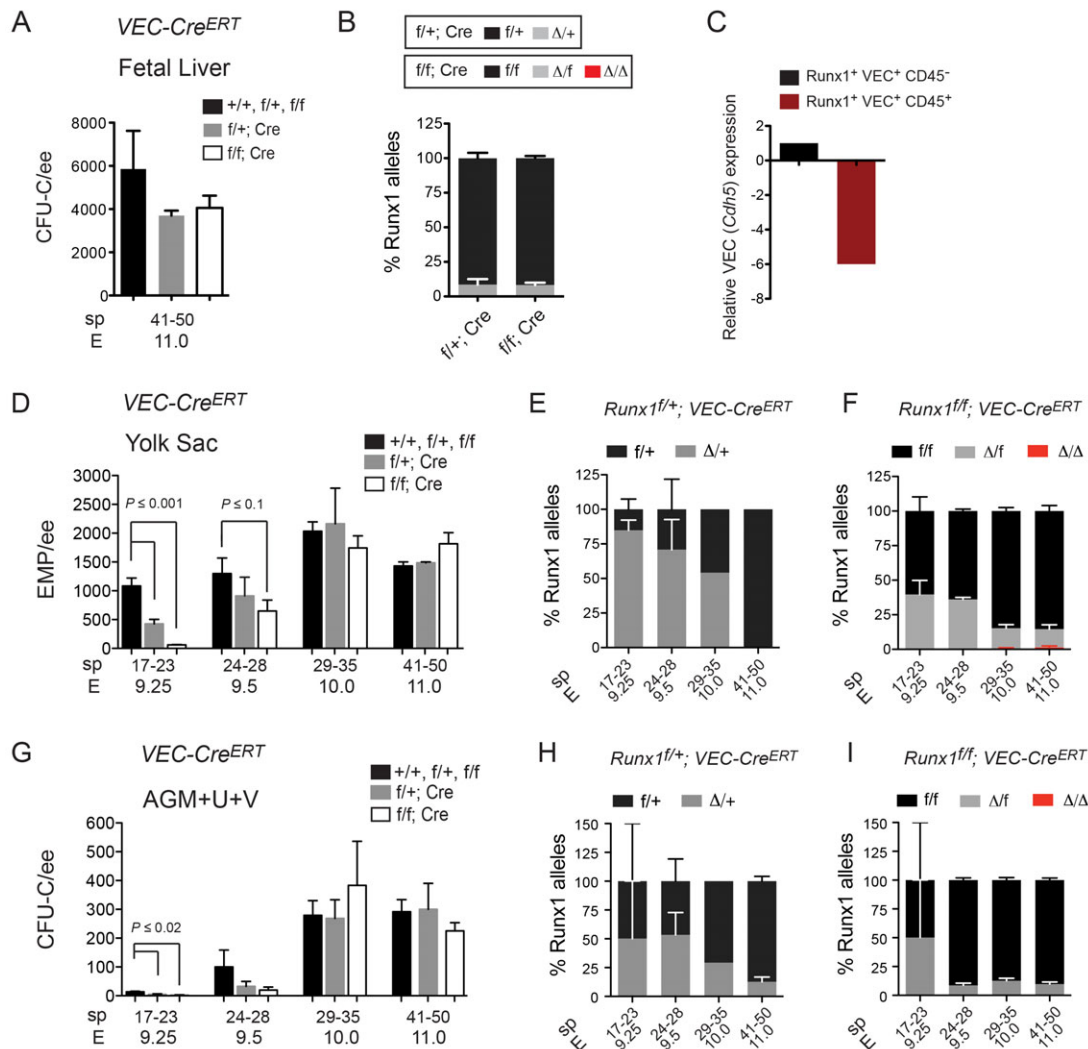 A
VEC-CreERT
Fetal Liver
+/+, f/+, f/f
f/+; Cre
f/f; Cre
CFU-C/ee
8000
6000
4000
2000
0
sp 41-50
E 11.0
B
f/+; Cre f/+ Δ/+
f/f; Cre f/f Δ/f Δ/Δ
% Runx1 alleles
125
100
75
50
25
0
f/+; Cre
f/f; Cre
C
Runx1+ VEC+ CD45-
Runx1+ VEC+ CD45+
Relative VEC (Cdh5) expression
2
0
-2
-4
-6
-8
D
VEC-CreERT
Yolk Sac
+/+, f/+, f/f
f/+; Cre
f/f; Cre
EMP/ee
3000
2500
2000
1500
1000
500
0
P ≤ 0.001
P ≤ 0.1
sp 17-23 24-28 29-35 41-50
E 9.25 9.5 10.0 11.0
E
Runx1f/+; VEC-CreERT
f/+ Δ/+
% Runx1 alleles
125
100
75
50
25
0
sp 17-23 24-28 29-35 41-50
E 9.25 9.5 10.0 11.0
F
Runx1f/f; VEC-CreERT
f/f Δ/f Δ/Δ
% Runx1 alleles
125
100
75
50
25
0
sp 17-23 24-28 29-35 41-50
E 9.25 9.5 10.0 11.0
G
VEC-CreERT
AGM+U+V
+/+, f/+, f/f
f/+; Cre
f/f; Cre
CFU-C/ee
600
500
400
300
200
100
0
P ≤ 0.02
sp 17-23 24-28 29-35 41-50
E 9.25 9.5 10.0 11.0
H
Runx1f/+; VEC-CreERT
f/+ Δ/+
% Runx1 alleles
150
125
100
75
50
25
0
sp 17-23 24-28 29-35 41-50
E 9.25 9.5 10.0 11.0
I
Runx1f/f; VEC-CreERT
f/f Δ/f Δ/Δ
% Runx1 alleles
150
125
100
75
50
25
0
sp 17-23 24-28 29-35 41-50
E 9.25 9.5 10.0 11.0